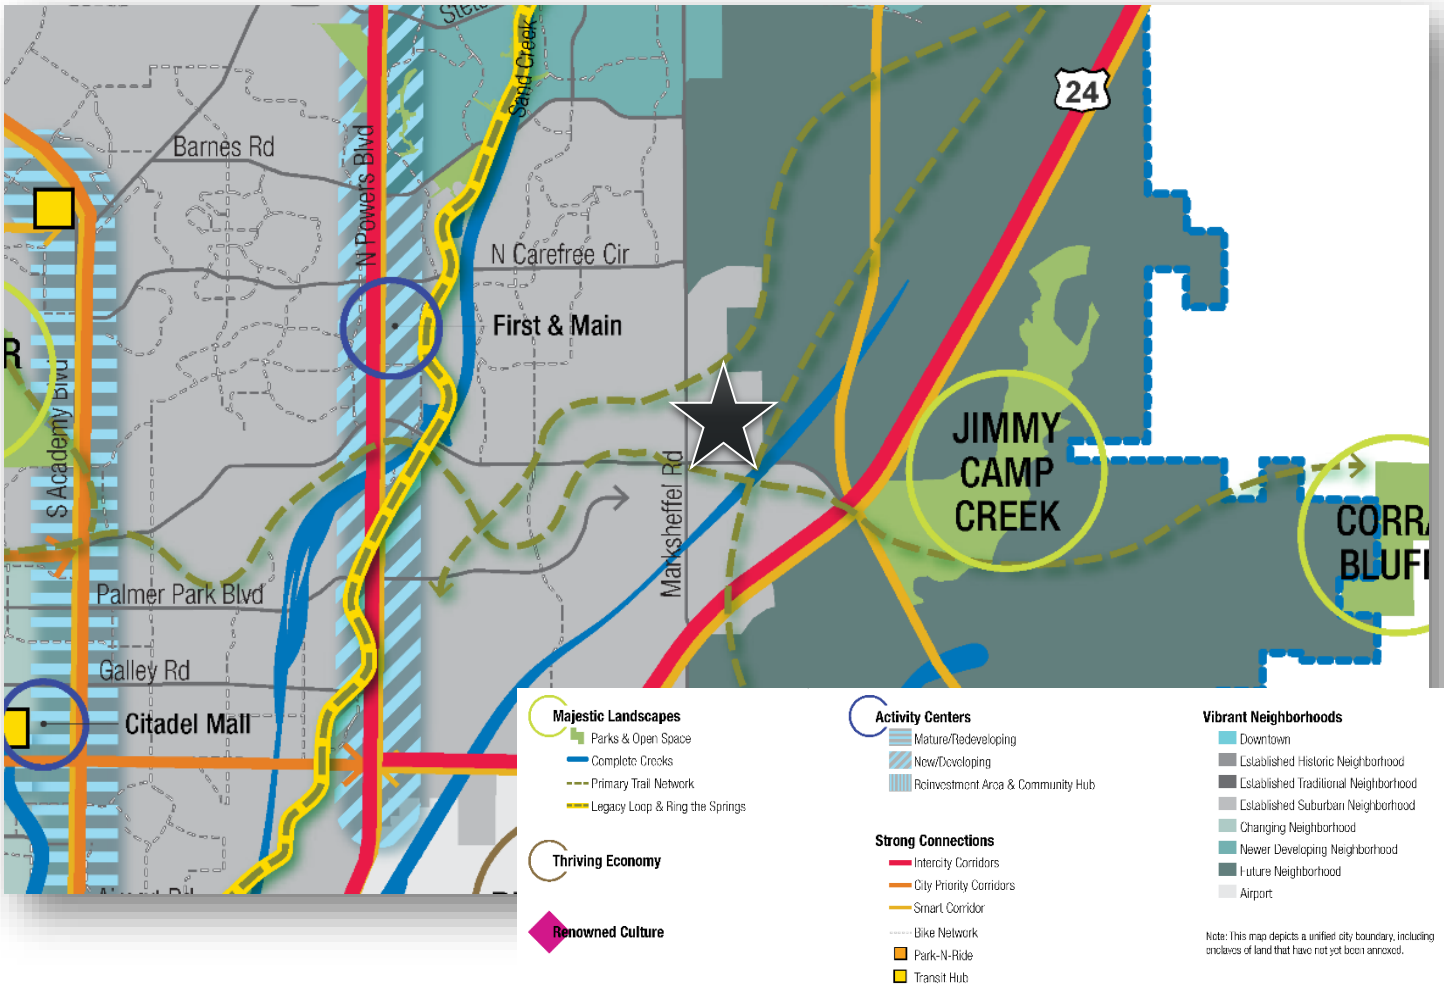 Sand Creek
24
Barnes Rd
N Powers Blvd
N Carefree Cir
First & Main
R
S Academy Blvd
JIMMY
CAMP
CREEK
Marksheffel Rd
Palmer Park Blvd
Galley Rd
Citadel Mall
Majestic Landscapes
Parks & Open Space
Complete Creeks
Primary Trail Network
Legacy Loop & Ring the Springs
Thriving Economy
Renowned Culture
Activity Centers
Mature/Redeveloping
New/Developing
Reinvestment Area & Community Hub
Strong Connections
Intercity Corridors
City Priority Corridors
Smart Corridor
Bike Network
Park-N-Ride
Transit Hub
Vibrant Neighborhoods
Downtown
Established Historic Neighborhood
Established Traditional Neighborhood
Established Suburban Neighborhood
Changing Neighborhood
Newer Developing Neighborhood
Future Neighborhood
Airport
Note: This map depicts a unified city boundary, including
enclaves of land that have not yet been annexed.